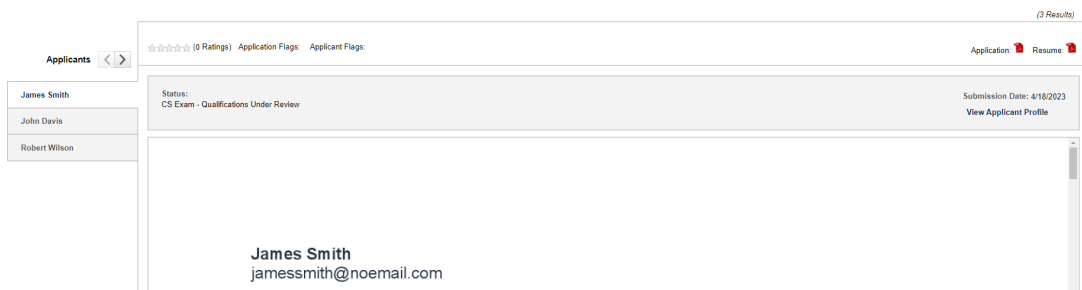 (3 Results)
Applicants
(0 Ratings) Application Flags: Applicant Flags:
Application: Resume:
James Smith
John Davis
Robert Wilson
Status:
CS Exam - Qualifications Under Review
Submission Date: 4/18/2023
View Applicant Profile
James Smith
jamessmith@noemail.com